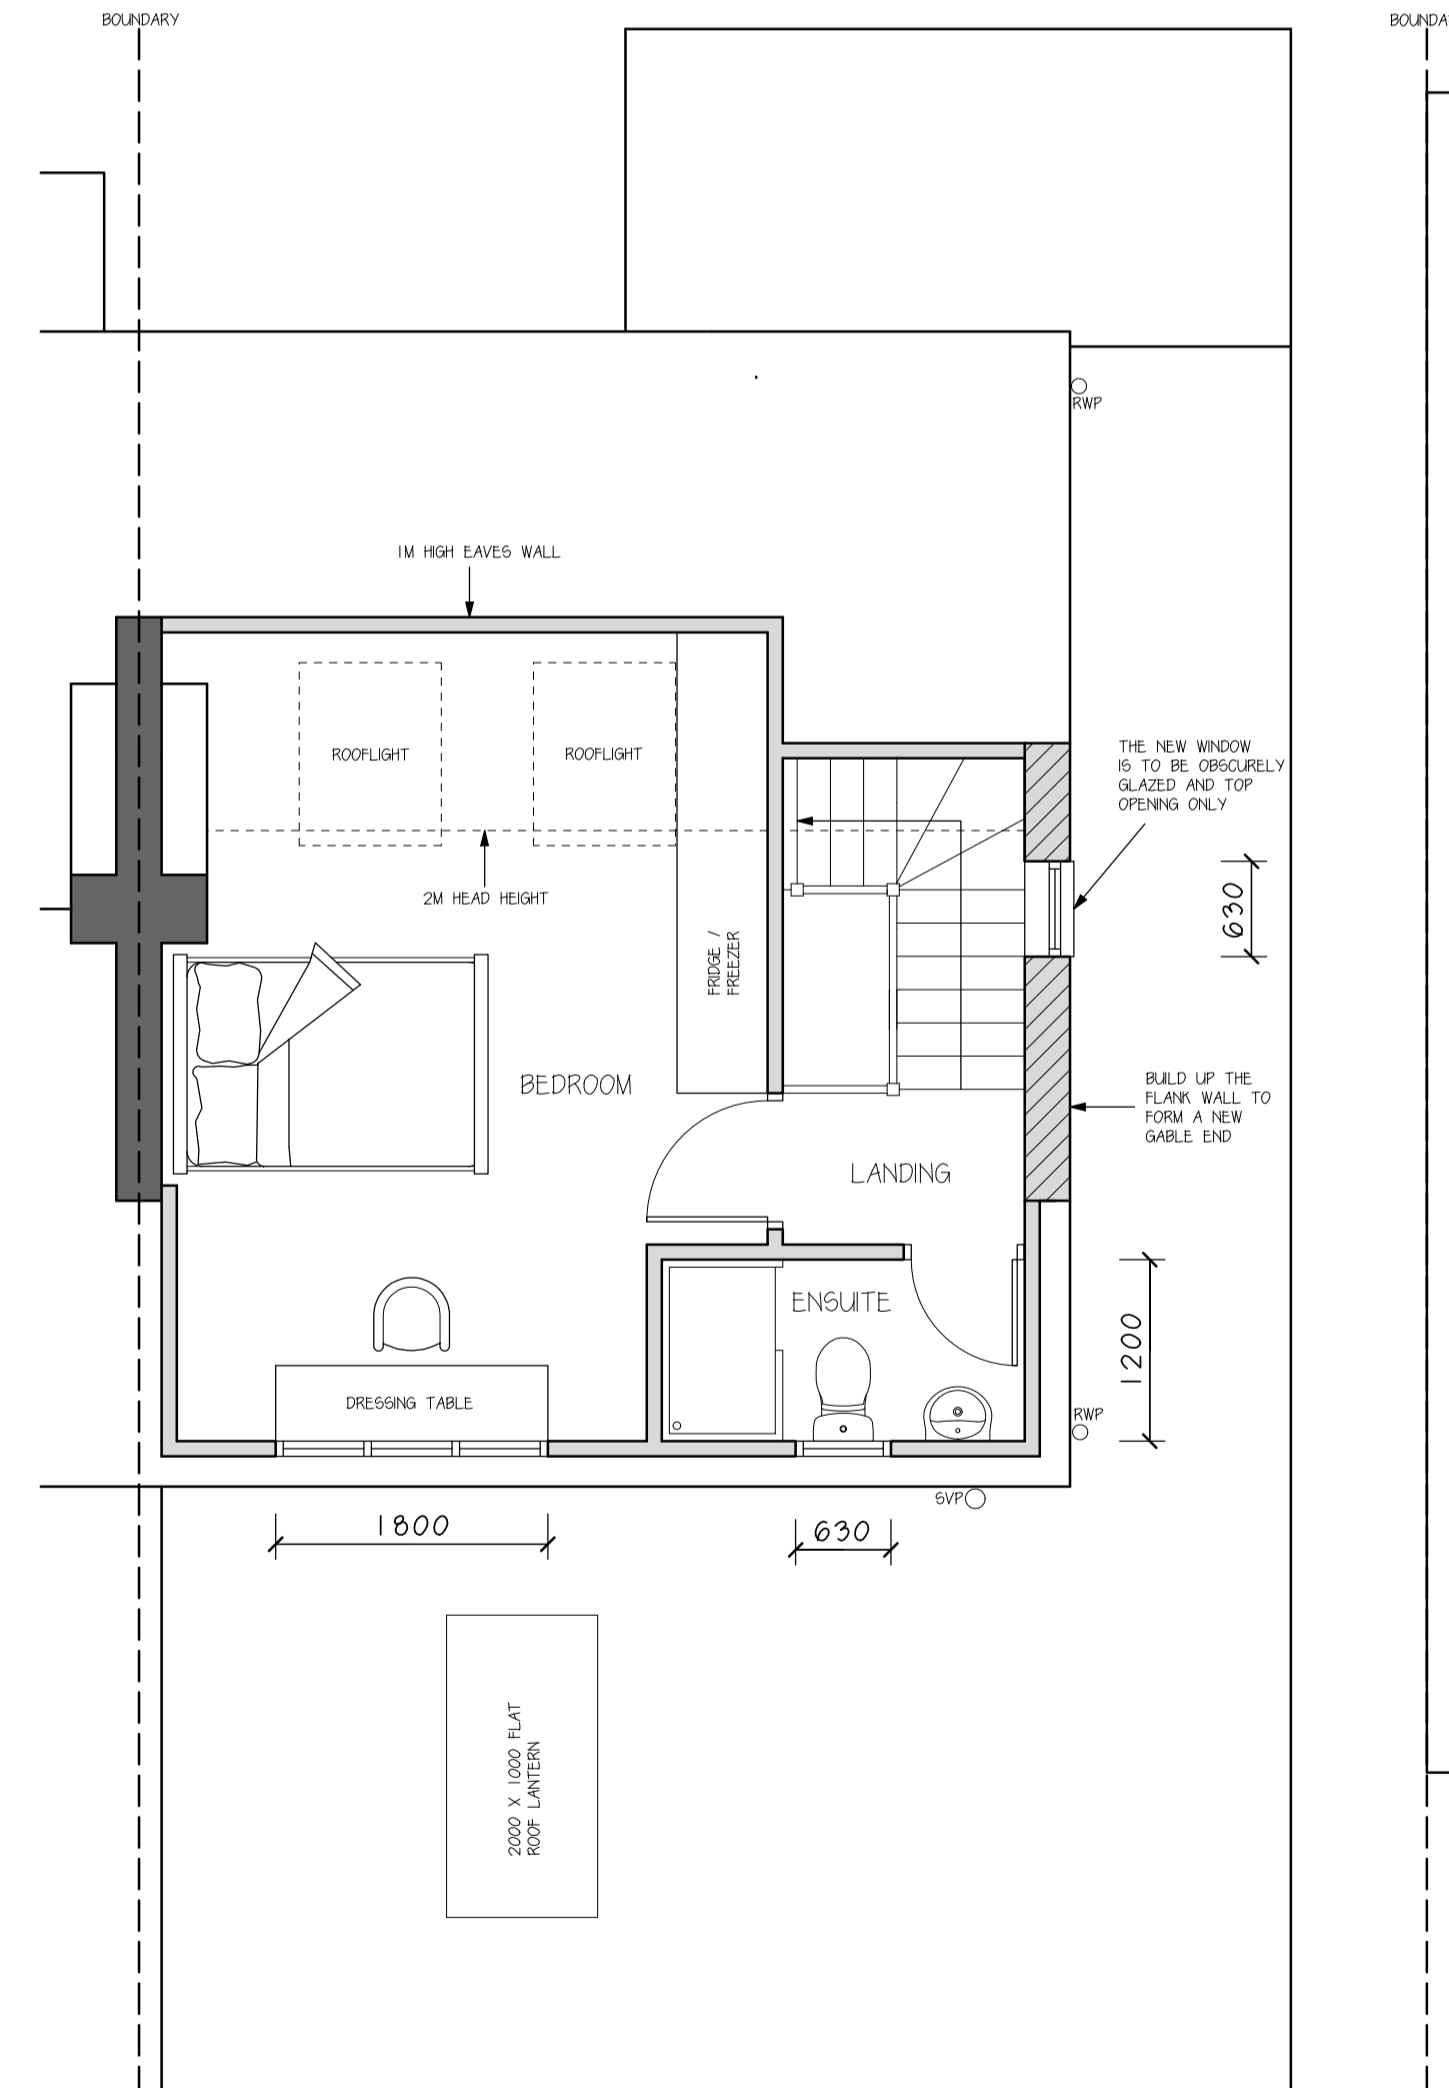 BOUNDARY
BOUNDA
RWP
1M HIGH EAVES WALL
ROOFLIGHT
ROOFLIGHT
THE NEW WINDOW
IS TO BE OBSCURELY
GLAZED AND TOP
OPENING ONLY
2M HEAD HEIGHT
630
FRIDGE /
FREEZER
BEDROOM
BUILD UP THE
FLANK WALL TO
FORM A NEW
GABLE END
LANDING
ENSUITE
1200
DRESSING TABLE
RWP
SVP
1800
630
2000 X 1000 FLAT
ROOF LANTERN